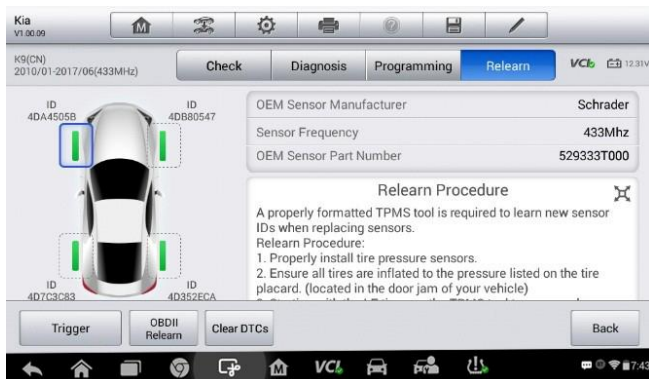 Kia
V1.00.09
K9(CN)
2010/01-2017/06(433MHz)
Check
Diagnosis
Programming
Relearn
VCI
12.31V
ID
4DA4505B
ID
4DB80547
ID
4D7C3C83
ID
4D352ECA
OEM Sensor Manufacturer
Schrader
Sensor Frequency
433Mhz
OEM Sensor Part Number
529333T000
Relearn Procedure
A properly formatted TPMS tool is required to learn new sensor
IDs when replacing sensors.
Relearn Procedure:
1. Properly install tire pressure sensors.
2. Ensure all tires are inflated to the pressure listed on the tire
placard. (located in the door jam of your vehicle)
Trigger
OBDII
Relearn
Clear DTCs
Back
VCI
7:43